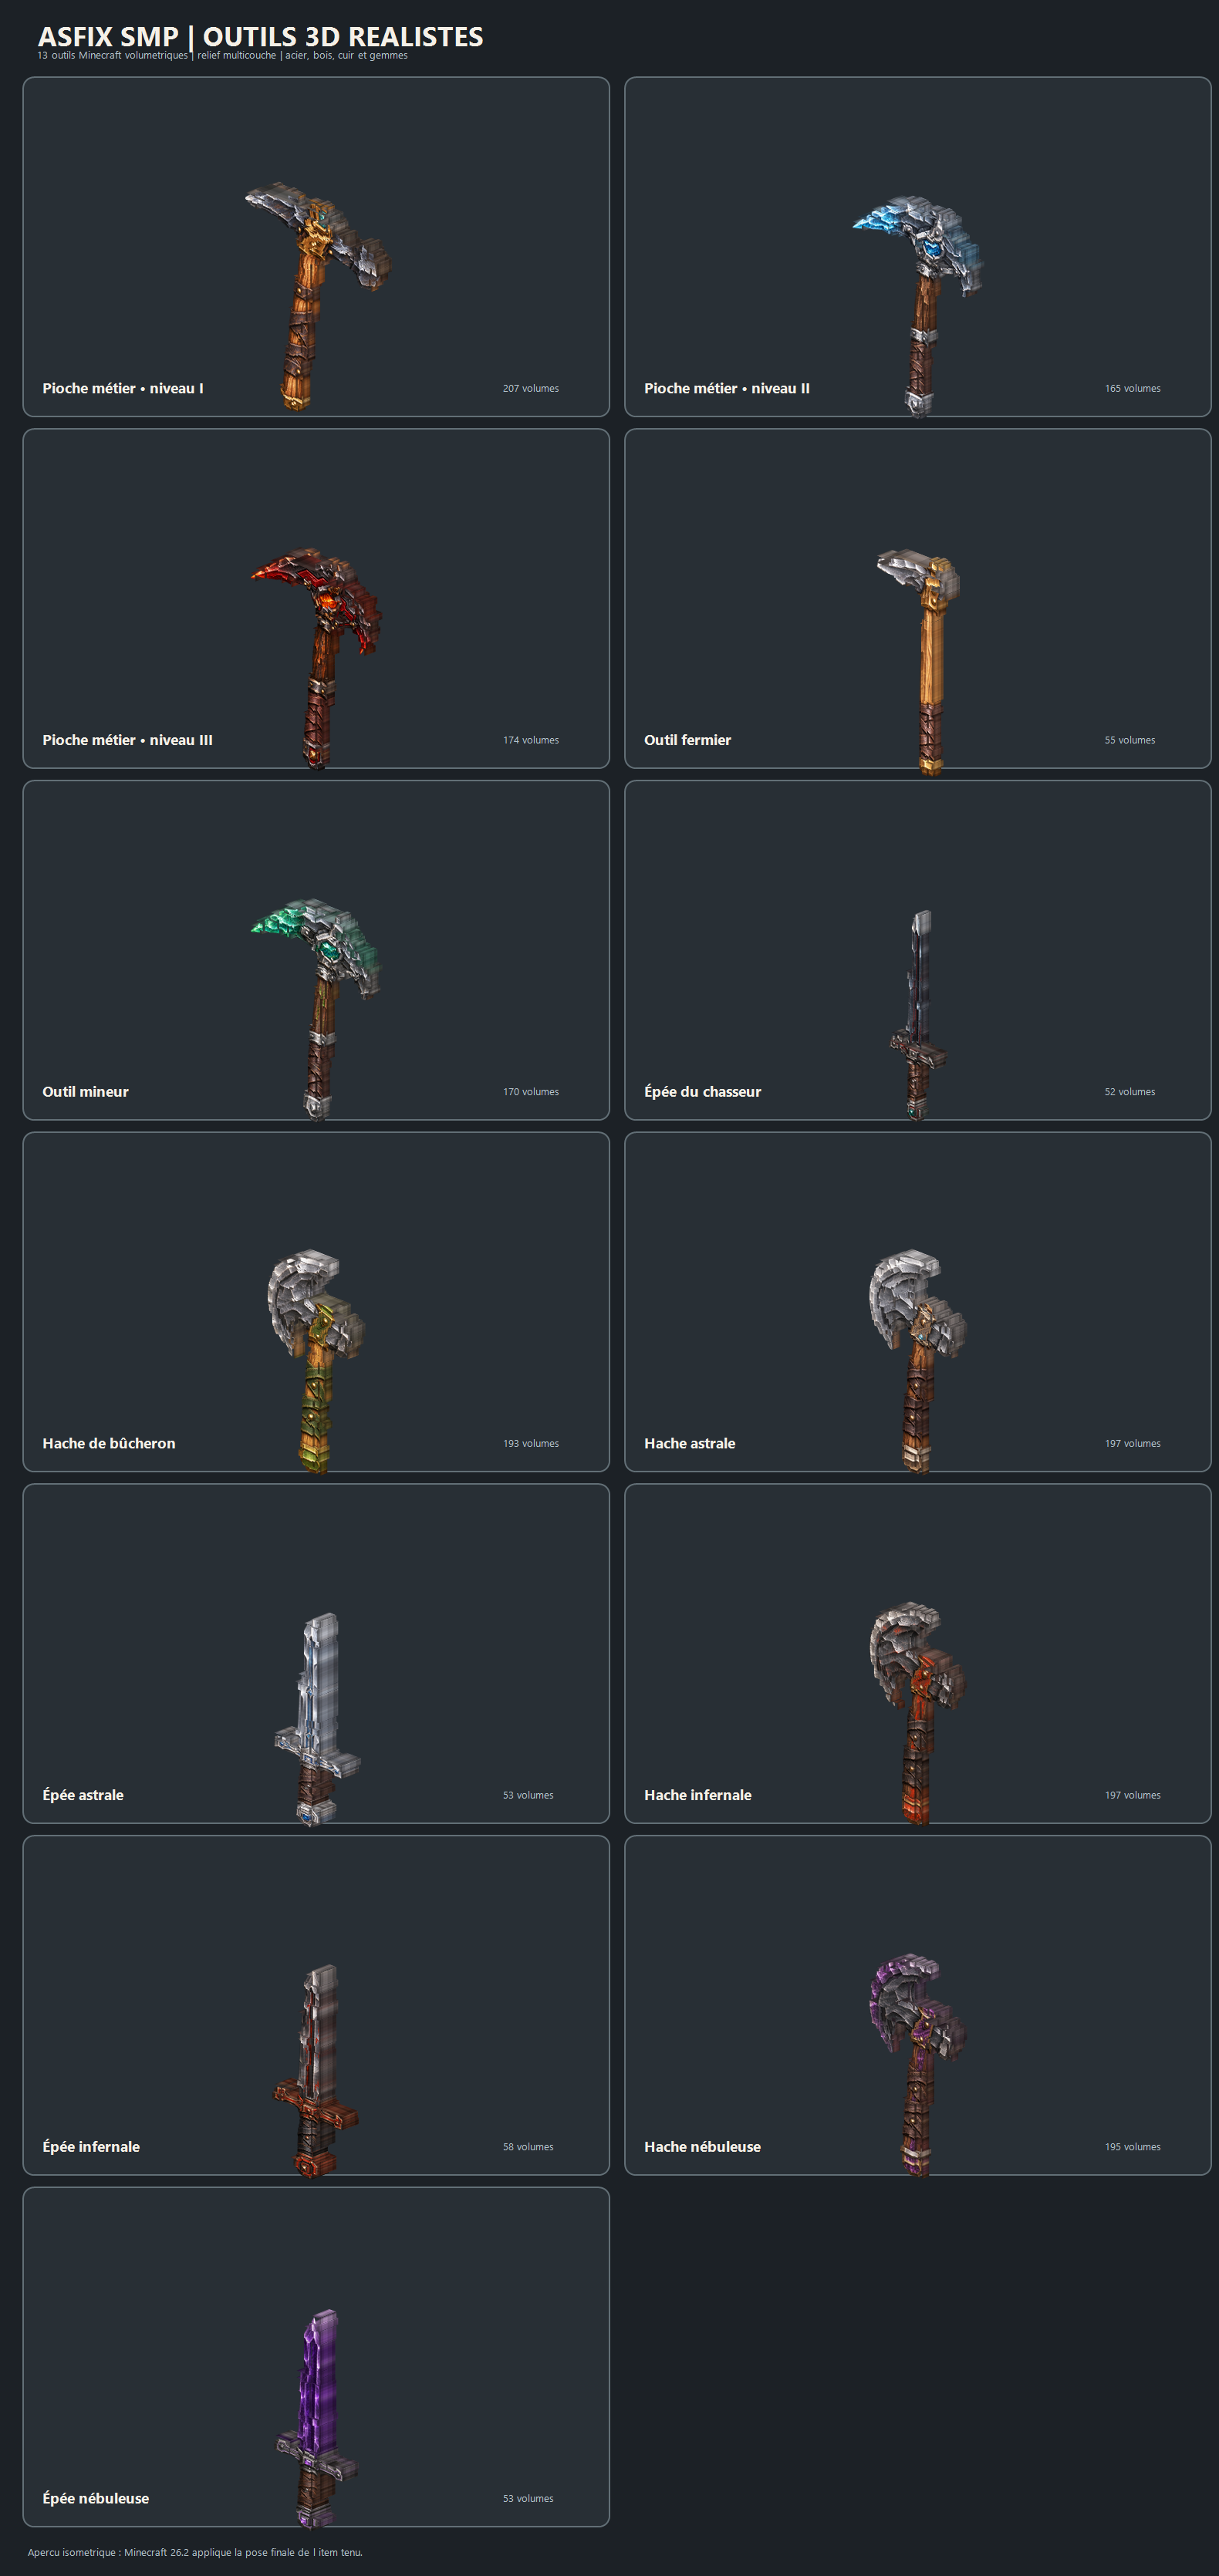 ASFIX SMP | OUTILS 3D REALISTES
13 outils Minecraft volumetriques | relief multicouche | acier, bois, cuir et gemmes
Pioche métier • niveau I
207 volumes
Pioche métier • niveau II
165 volumes
Pioche métier • niveau III
174 volumes
Outil fermier
55 volumes
Outil mineur
170 volumes
Épée du chasseur
52 volumes
Hache de bûcheron
193 volumes
Hache astrale
197 volumes
Épée astrale
53 volumes
Hache infernale
197 volumes
Épée infernale
58 volumes
Hache nébuleuse
195 volumes
Épée nébuleuse
53 volumes
Apercu isometrique : Minecraft 26.2 applique la pose finale de l item tenu.